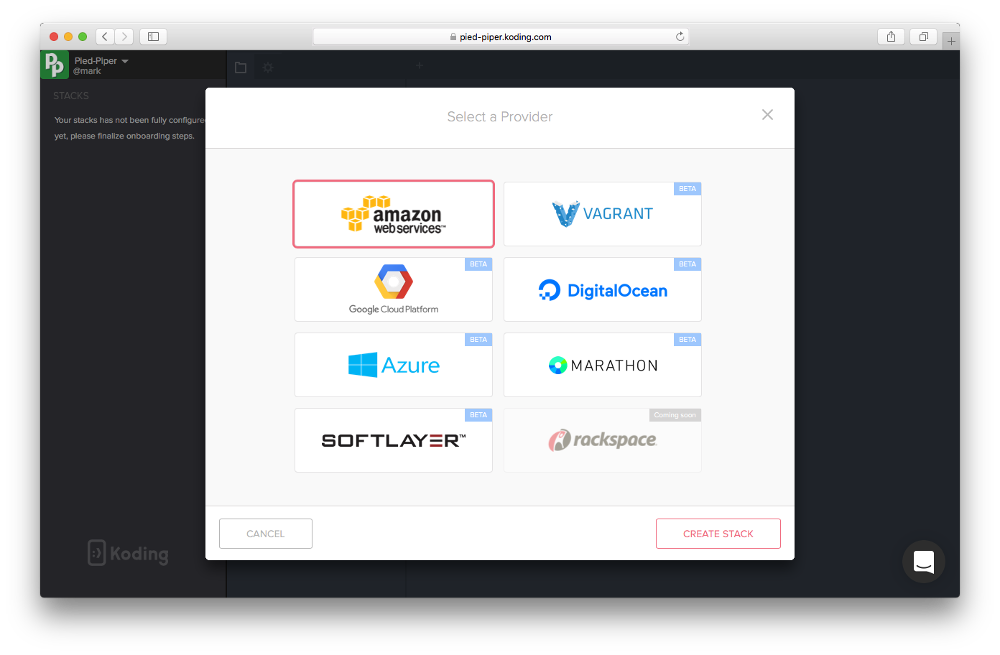 pied-piper.koding.com
Pp
Pied-Piper
@mark
STACKS
Your stacks has not been fully configure
yet, please finalize onboarding steps.
Select a Provider
amazon
web services™
BETA
VAGRANT
BETA
Google Cloud Platform
BETA
DigitalOcean
BETA
Azure
BETA
MARATHON
BETA
SOFTLAYER™
Coming soon
rackspace
CANCEL
CREATE STACK
Koding